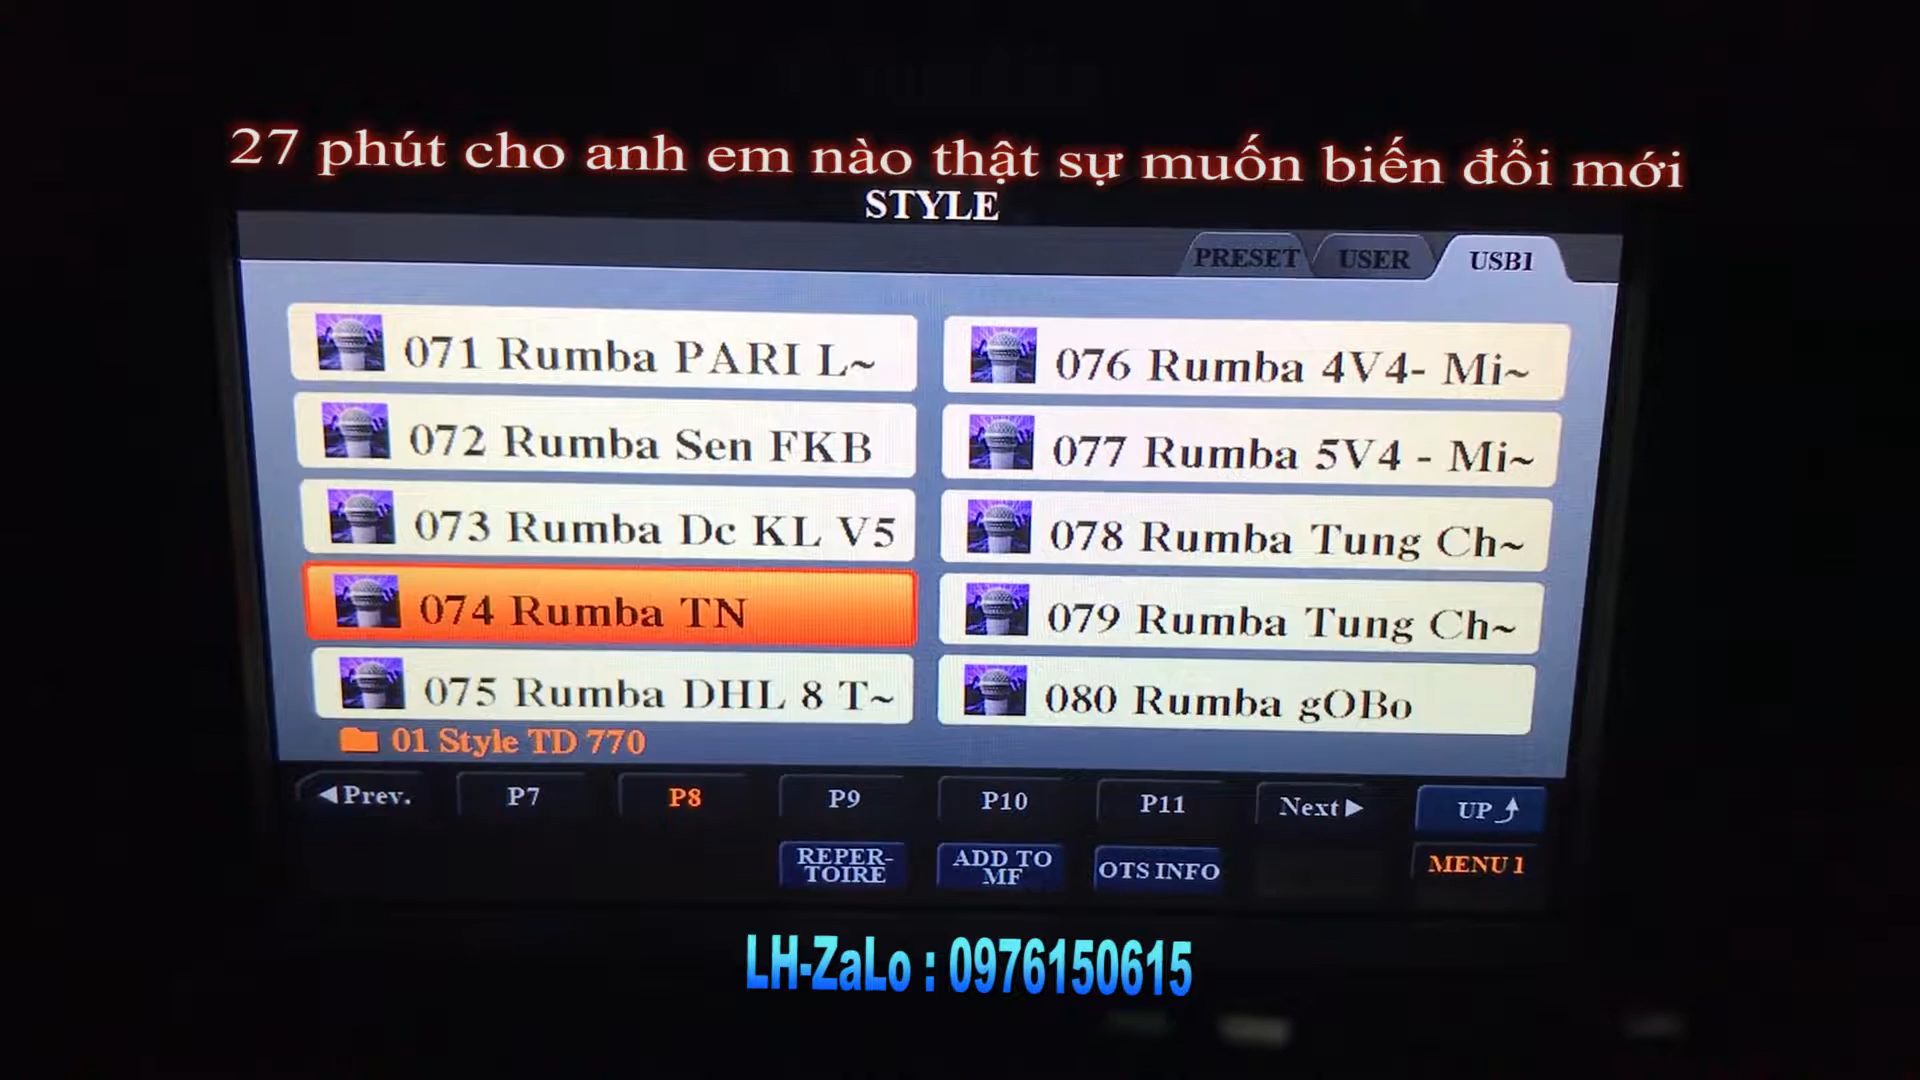 27 phút cho anh em nào thật sự muốn biến đổi mới
STYLE
PRESET USER USB1
071 Rumba PARI L~
072 Rumba Sen FKB
073 Rumba Dc KL V5
074 Rumba TN
075 Rumba DHL 8 T~
076 Rumba 4V4- Mi~
077 Rumba 5V4 - Mi~
078 Rumba Tung Ch~
079 Rumba Tung Ch~
080 Rumba gOBo
01 Style TD 770
◀Prev. P7 P8 P9 P10 P11 Next▶ UP
REPER-
TOIRE
ADD TO
MF
OTS INFO
MENU 1
LH-ZaLo : 0976150615